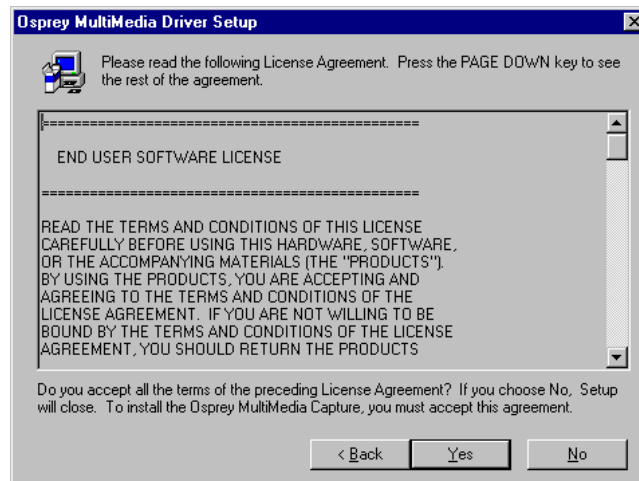 Osprey MultiMedia Driver Setup
Please read the following License Agreement. Press the PAGE DOWN key to see
the rest of the agreement.
================================================
END USER SOFTWARE LICENSE
================================================
READ THE TERMS AND CONDITIONS OF THIS LICENSE
CAREFULLY BEFORE USING THIS HARDWARE, SOFTWARE,
OR THE ACCOMPANYING MATERIALS (THE "PRODUCTS").
BY USING THE PRODUCTS, YOU ARE ACCEPTING AND
AGREEING TO THE TERMS AND CONDITIONS OF THE
LICENSE AGREEMENT. IF YOU ARE NOT WILLING TO BE
BOUND BY THE TERMS AND CONDITIONS OF THE LICENSE
AGREEMENT, YOU SHOULD RETURN THE PRODUCTS
Do you accept all the terms of the preceding License Agreement? If you choose No, Setup
will close. To install the Osprey MultiMedia Capture, you must accept this agreement.
< Back Yes No